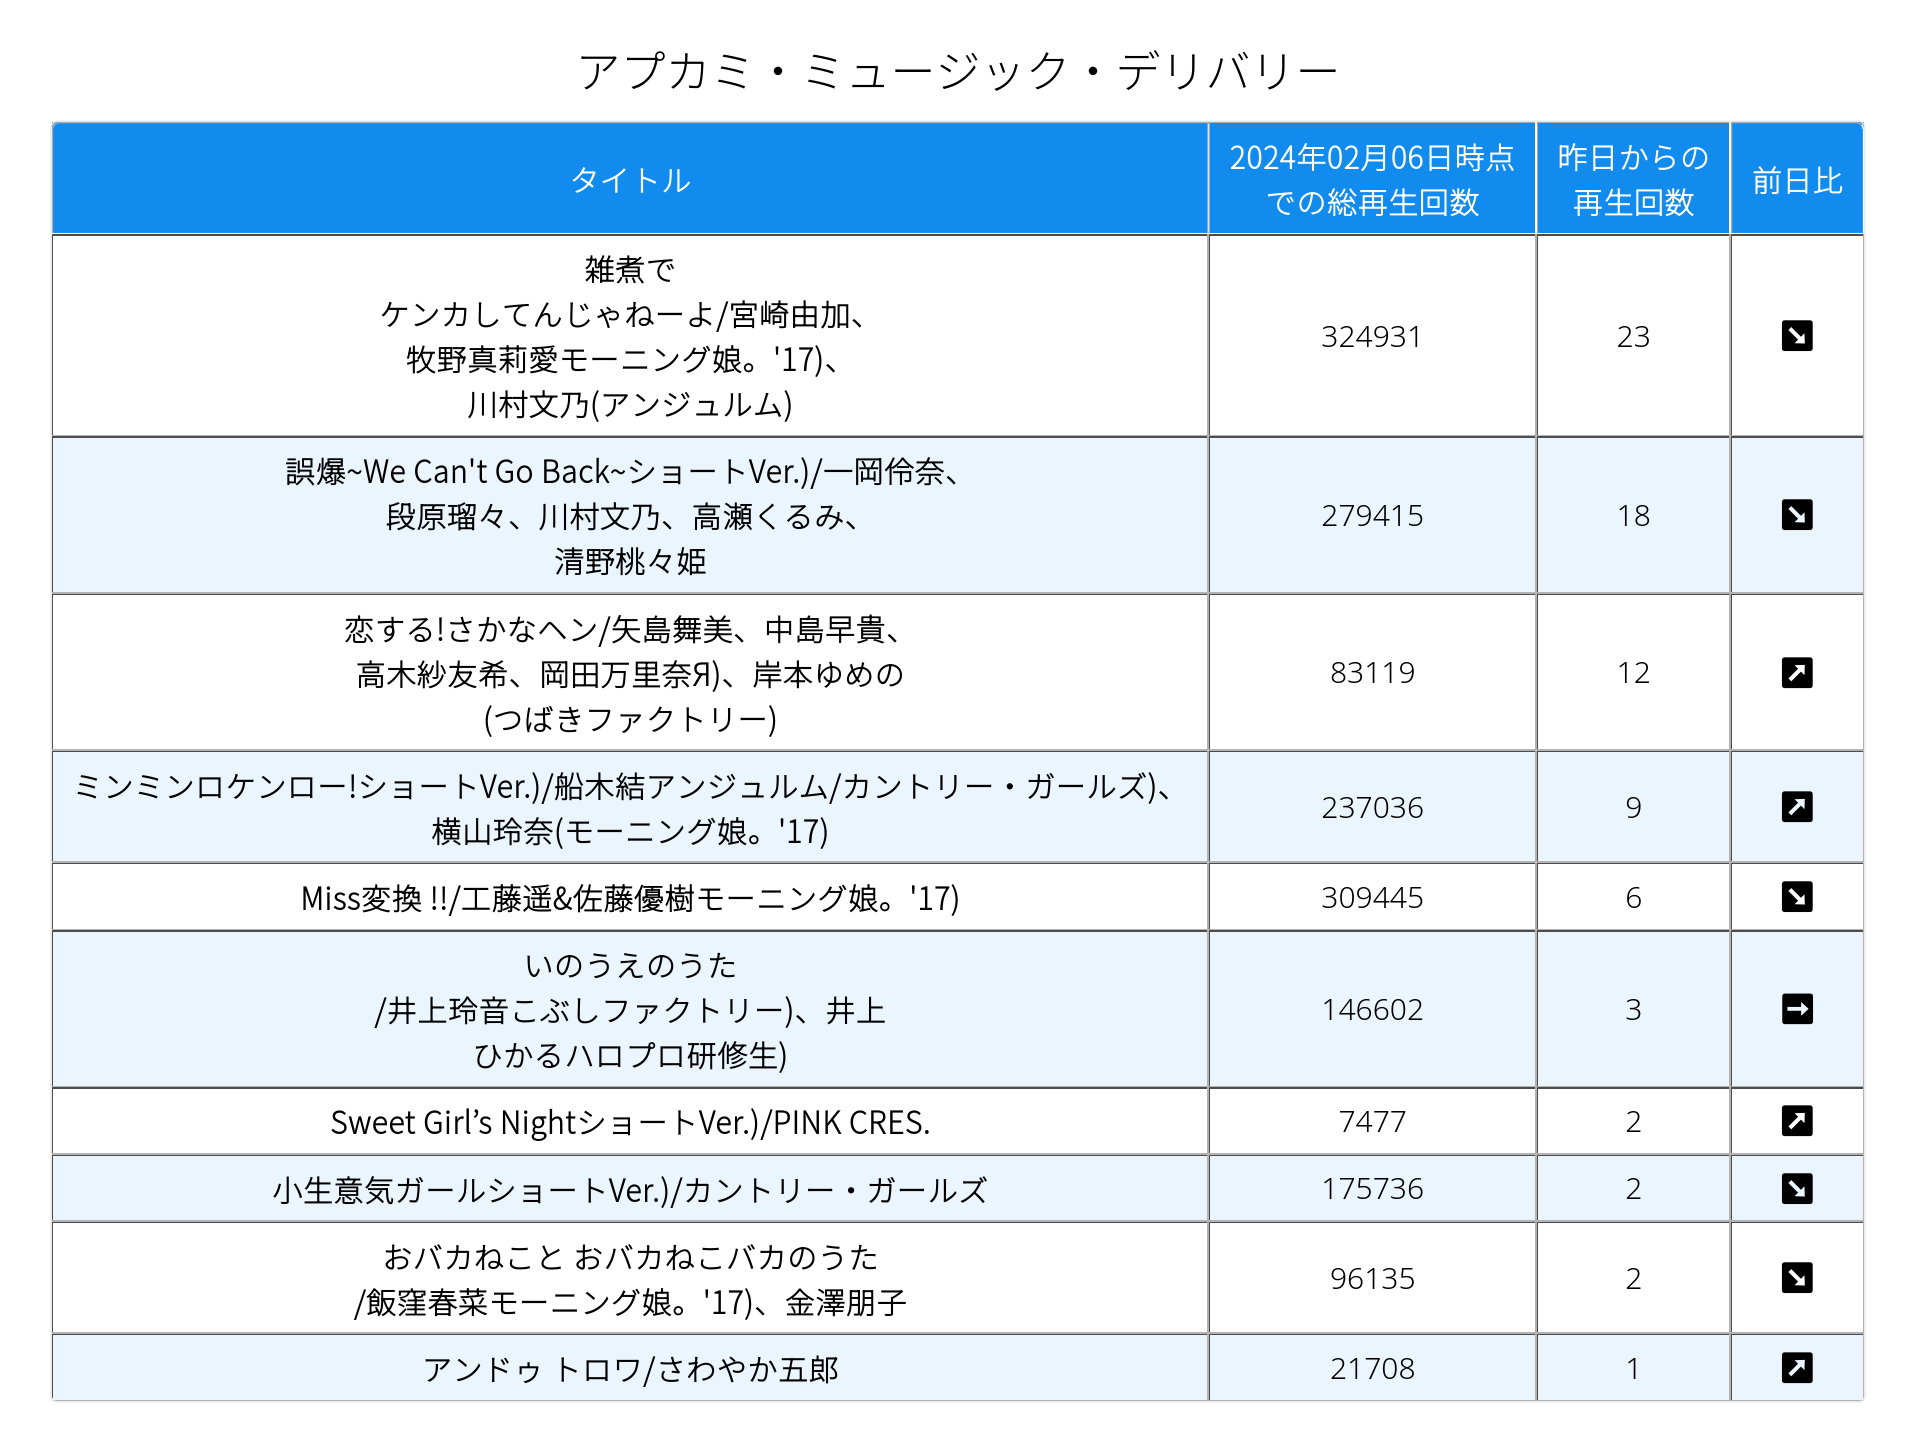 アプカミ・ミュージック・デリバリー
タイトル
2024年02月06日時点
での総再生回数
昨日からの
再生回数
前日比
雑煮で
ケンカしてんじゃねーよ/宮崎由加、
牧野真莉愛モーニング娘。'17)、
川村文乃(アンジュルム)
324931
23
誤爆~We Can't Go Back~ショートVer.)/一岡伶奈、
段原瑠々、川村文乃、高瀬くるみ、
清野桃々姫
279415
18
恋する!さかなヘン/矢島舞美、中島早貴、
高木紗友希、岡田万里奈Я)、岸本ゆめの
(つばきファクトリー)
83119
12
ミンミンロケンロー!ショートVer.)/船木結アンジュルム/カントリー・ガールズ)、
横山玲奈(モーニング娘。'17)
237036
9
Miss変換 !!/工藤遥&佐藤優樹モーニング娘。'17)
309445
6
いのうえのうた
/井上玲音こぶしファクトリー)、井上
ひかるハロプロ研修生)
146602
3
Sweet Girl’s NightショートVer.)/PINK CRES.
7477
2
小生意気ガールショートVer.)/カントリー・ガールズ
175736
2
おバカねこと おバカねこバカのうた
/飯窪春菜モーニング娘。'17)、金澤朋子
96135
2
アンドゥ トロワ/さわやか五郎
21708
1